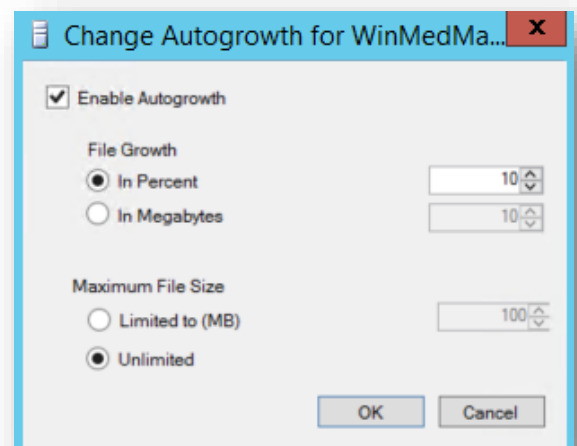 Change Autogrowth for WinMedMa...
X
Enable Autogrowth
File Growth
In Percent 10
In Megabytes 10
Maximum File Size
Limited to (MB) 100
Unlimited
OK Cancel